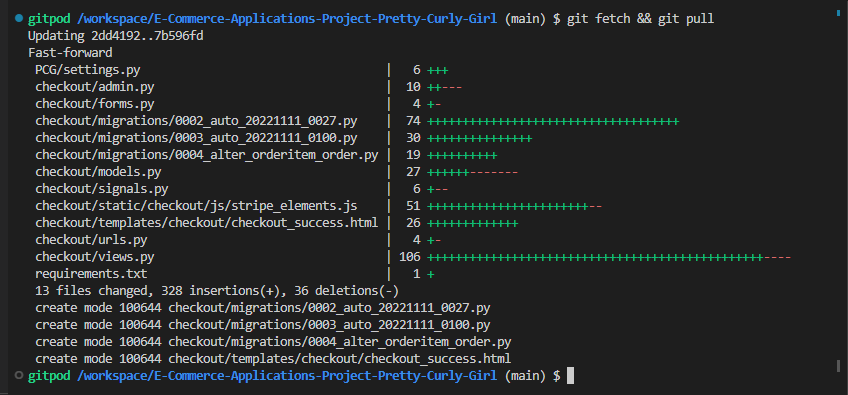 gitpod /workspace/E-Commerce-Applications-Project-Pretty-Curly-Girl (main) $ git fetch && git pull
Updating 2dd4192..7b596fd
Fast-forward
 PCG/settings.py                                |   6 +++
 checkout/admin.py                              |  10 ++---
 checkout/forms.py                              |   4 +-
 checkout/migrations/0002_auto_20221111_0027.py |  74 ++++++++++++++++++++++++++++++++++++
 checkout/migrations/0003_auto_20221111_0100.py |  30 +++++++++++++++
 checkout/migrations/0004_alter_orderitem_order.py |  19 ++++++++++
 checkout/models.py                             |  27 ++++++-------
 checkout/signals.py                            |   6 +--
 checkout/static/checkout/js/stripe_elements.js |  51 +++++++++++++++++++++++--
 checkout/templates/checkout/checkout_success.html |  26 +++++++++++++
 checkout/urls.py                               |   4 +-
 checkout/views.py                              | 106 ++++++++++++++++++++++++++++++++++++++++++++++++----
 requirements.txt                               |   1 +
 13 files changed, 328 insertions(+), 36 deletions(-)
 create mode 100644 checkout/migrations/0002_auto_20221111_0027.py
 create mode 100644 checkout/migrations/0003_auto_20221111_0100.py
 create mode 100644 checkout/migrations/0004_alter_orderitem_order.py
 create mode 100644 checkout/templates/checkout/checkout_success.html
gitpod /workspace/E-Commerce-Applications-Project-Pretty-Curly-Girl (main) $